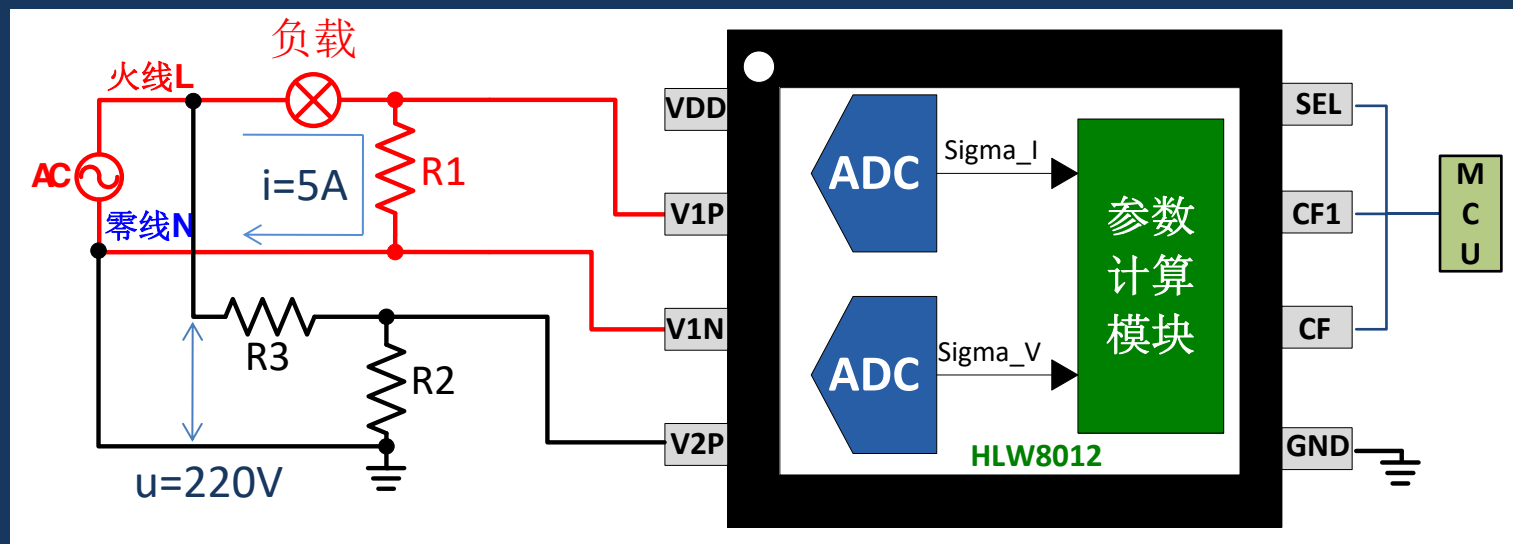 负载
火线L
AC
i=5A
R1
零线N
R3
R2
u=220V
VDD
V1P
V1N
V2P
ADC
Sigma_I
ADC
Sigma_V
参数
计算
模块
HLW8012
SEL
CF1
CF
GND
M
C
U